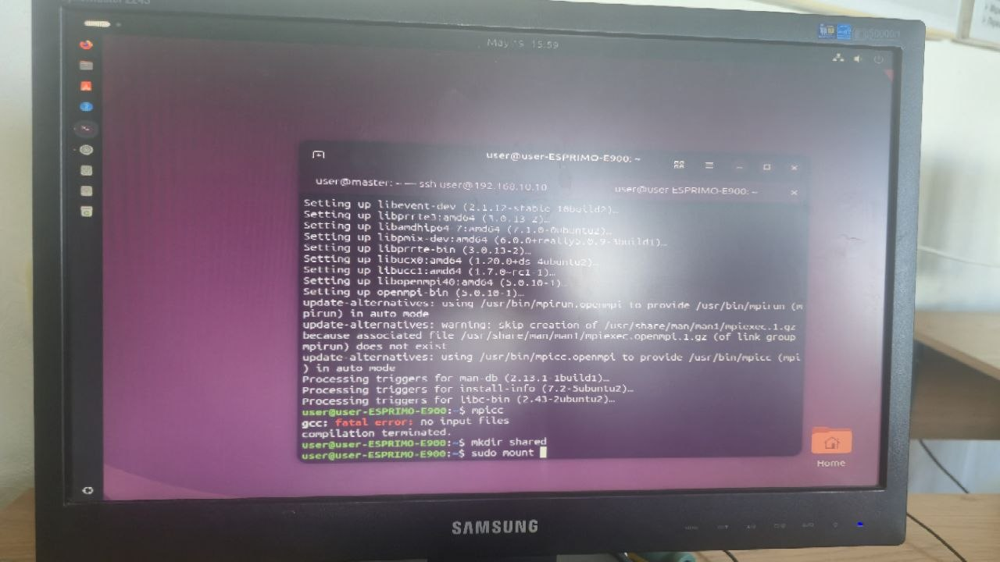 May 19 15:59
user@user-ESPRIMO-E900: ~
user@master: ~ — ssh user@192.168.10.10
user@user ESPRIMO-E900: ~
Setting up libevent-dev (2.1.12-stable-10build2)…
Setting up libprrte3:amd64 (3.0.13-2)…
Setting up libamdhip64-7:amd64 (7.1.0-0ubuntu2)…
Setting up libpmix-dev:amd64 (6.0.0+really5.0.9-3build1)…
Setting up libprrte-bin (3.0.13-2)…
Setting up libucx0:amd64 (1.20.0+ds-4ubuntu2)…
Setting up libucc1:amd64 (1.7.0~rc1-1)…
Setting up libopenmpi40:amd64 (5.0.10-1)…
Setting up openmpi-bin (5.0.10-1)…
update-alternatives: using /usr/bin/mpirun.openmpi to provide /usr/bin/mpirun (m
pirun) in auto mode
update-alternatives: warning: skip creation of /usr/share/man/man1/mpiexec.1.gz
because associated file /usr/share/man/man1/mpiexec.openmpi.1.gz (of link group
mpirun) does not exist
update-alternatives: using /usr/bin/mpicc.openmpi to provide /usr/bin/mpicc (mpi
) in auto mode
Processing triggers for man-db (2.13.1-1build1)…
Processing triggers for install-info (7.2-5ubuntu2)…
Processing triggers for libc-bin (2.43-2ubuntu2)…
user@user-ESPRIMO-E900:~$ mpicc
gcc: fatal error: no input files
compilation terminated.
user@user-ESPRIMO-E900:~$ mkdir shared
user@user-ESPRIMO-E900:~$ sudo mount
Home
SAMSUNG